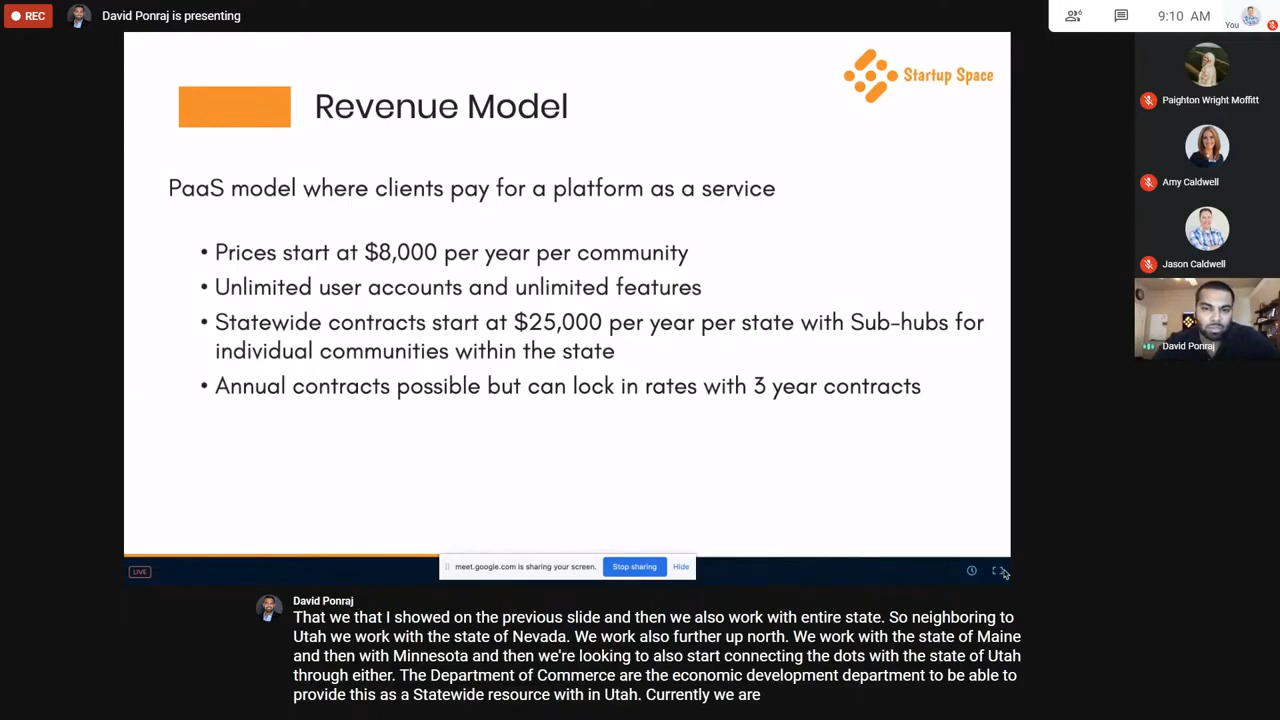 REC
David Ponraj is presenting
6
9:10 AM
You
Startup Space
Revenue Model
PaaS model where clients pay for a platform as a service
• Prices start at $8,000 per year per community
• Unlimited user accounts and unlimited features
• Statewide contracts start at $25,000 per year per state with Sub-hubs for
individual communities within the state
• Annual contracts possible but can lock in rates with 3 year contracts
Paighton Wright Moffitt
Amy Caldwell
Jason Caldwell
David Ponraj
LIVE
meet.google.com is sharing your screen.
Stop sharing
Hide
David Ponraj
That we that I showed on the previous slide and then we also work with entire state. So neighboring to
Utah we work with the state of Nevada. We work also further up north. We work with the state of Maine
and then with Minnesota and then we're looking to also start connecting the dots with the state of Utah
through either. The Department of Commerce are the economic development department to be able to
provide this as a Statewide resource with in Utah. Currently we are